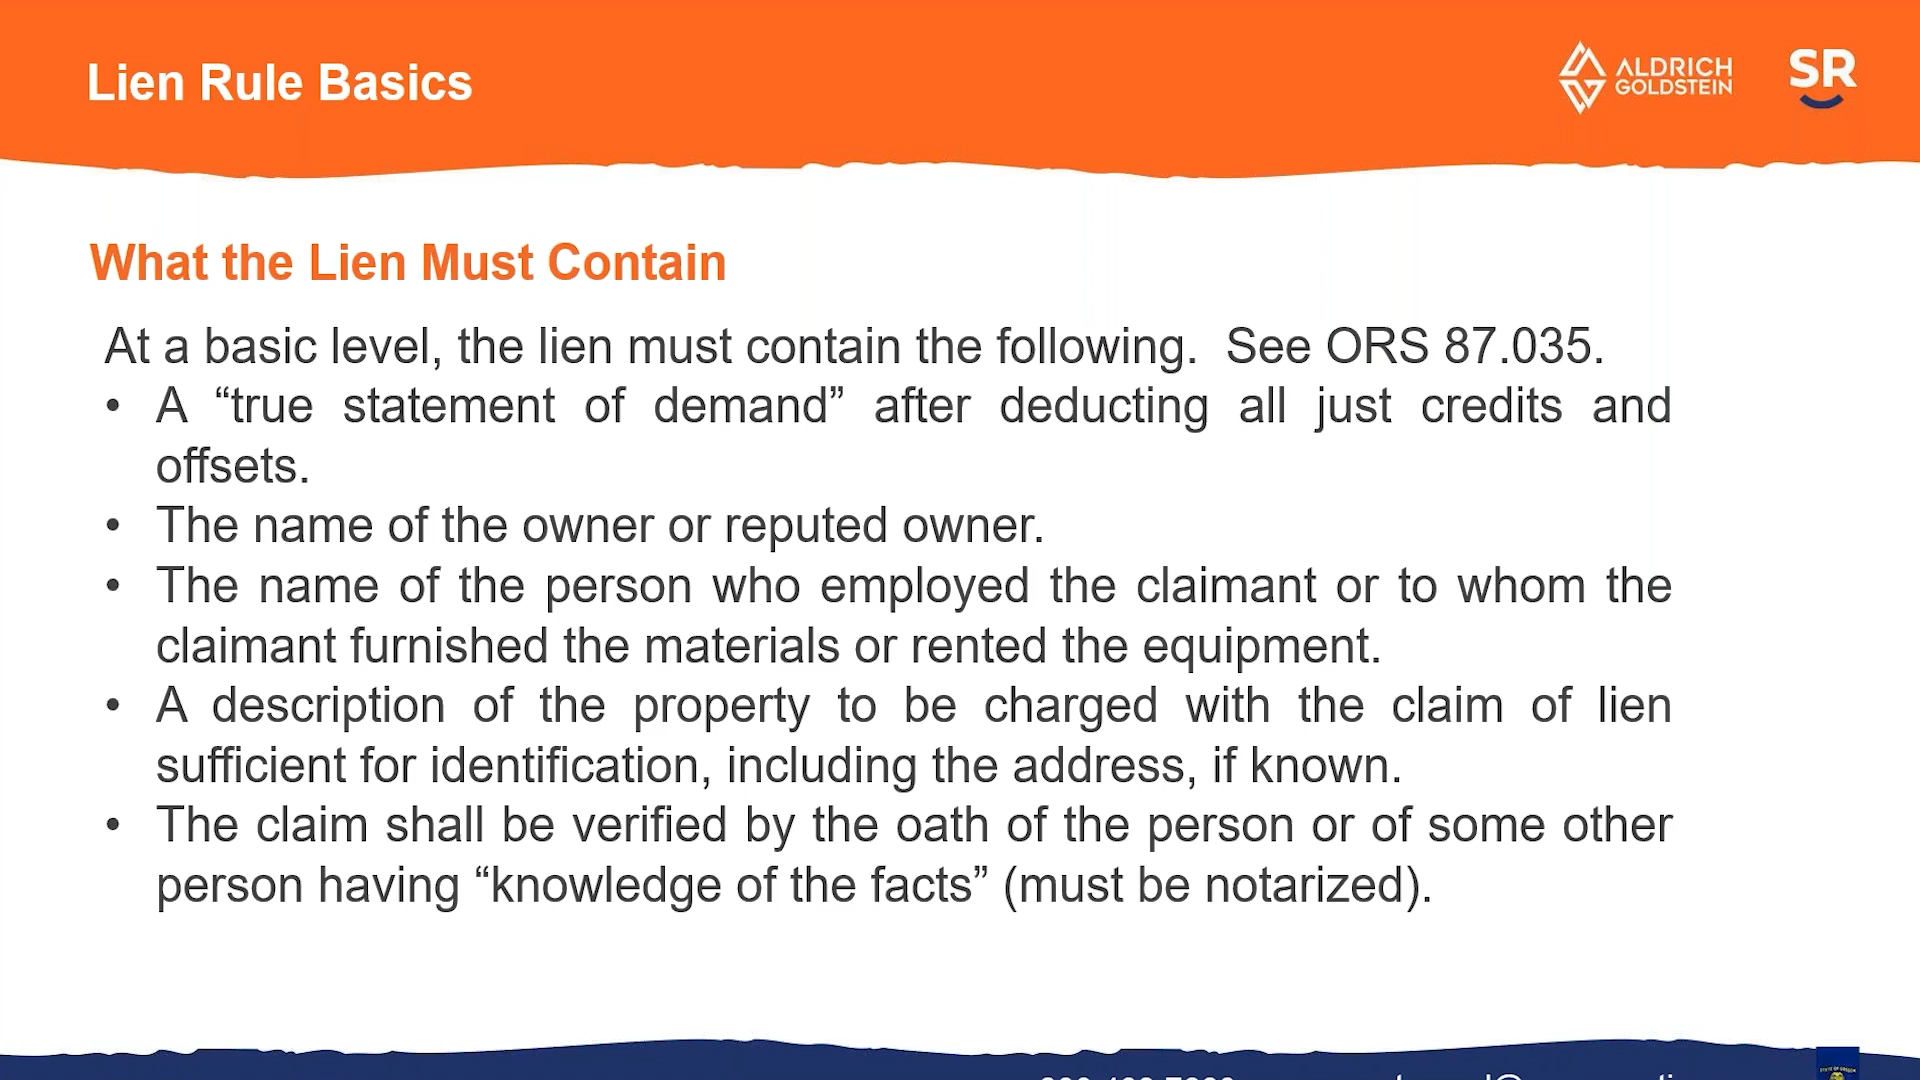 Lien Rule Basics
ALDRICH
GOLDSTEIN
SR
What the Lien Must Contain
At a basic level, the lien must contain the following.  See ORS 87.035.
• A “true statement of demand” after deducting all just credits and
offsets.
• The name of the owner or reputed owner.
• The name of the person who employed the claimant or to whom the
claimant furnished the materials or rented the equipment.
• A description of the property to be charged with the claim of lien
sufficient for identification, including the address, if known.
• The claim shall be verified by the oath of the person or of some other
person having “knowledge of the facts” (must be notarized).
STATE OF OREGON